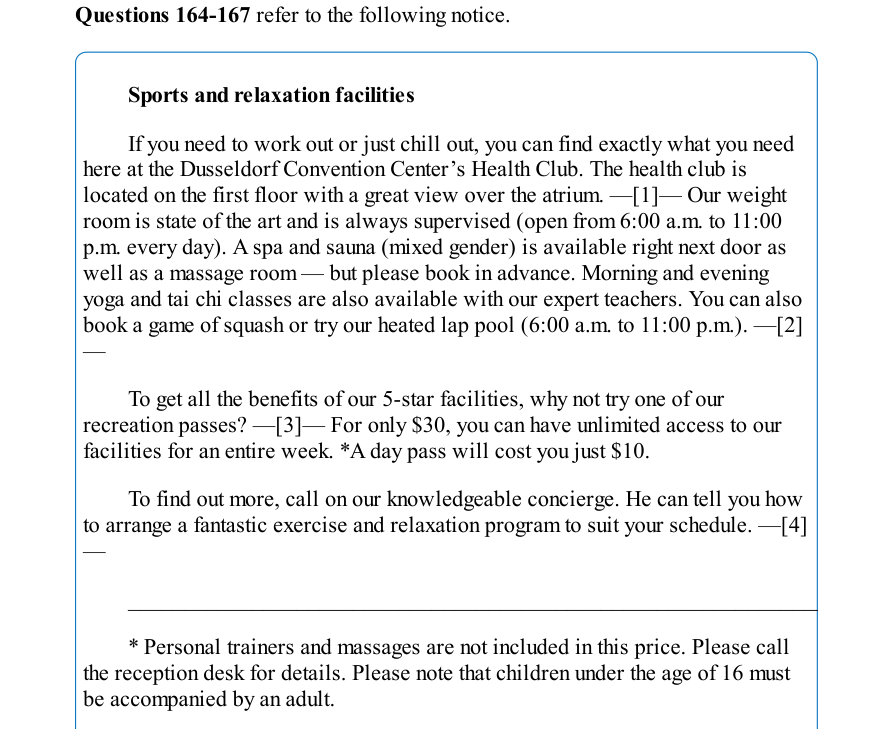 Questions 164-167 refer to the following notice.
Sports and relaxation facilities
If you need to work out or just chill out, you can find exactly what you need
here at the Dusseldorf Convention Center’s Health Club. The health club is
located on the first floor with a great view over the atrium. —[1]— Our weight
room is state of the art and is always supervised (open from 6:00 a.m. to 11:00
p.m. every day). A spa and sauna (mixed gender) is available right next door as
well as a massage room — but please book in advance. Morning and evening
yoga and tai chi classes are also available with our expert teachers. You can also
book a game of squash or try our heated lap pool (6:00 a.m. to 11:00 p.m.). —[2]
—
To get all the benefits of our 5-star facilities, why not try one of our
recreation passes? —[3]— For only $30, you can have unlimited access to our
facilities for an entire week. *A day pass will cost you just $10.
To find out more, call on our knowledgeable concierge. He can tell you how
to arrange a fantastic exercise and relaxation program to suit your schedule. —[4]
—
* Personal trainers and massages are not included in this price. Please call
the reception desk for details. Please note that children under the age of 16 must
be accompanied by an adult.